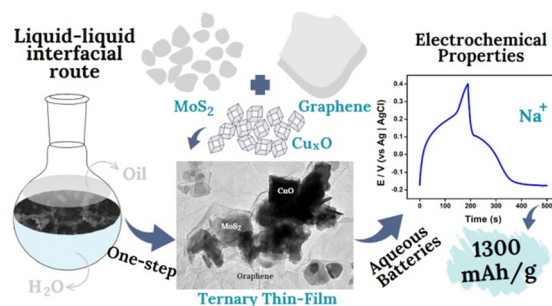 Liquid-liquid
interfacial
route
Oil
H₂O
One-step
MoS₂
Graphene
CuₓO
CuO
MoS₂
Graphene
Ternary Thin-Film
Aqueous
Batteries
Electrochemical
Properties
Na⁺
E / V (vs Ag | AgCl)
0.4
0.3
0.2
0.1
0.0
-0.1
-0.2
0 100 200 300 400 500
Time (s)
1300
mAh/g